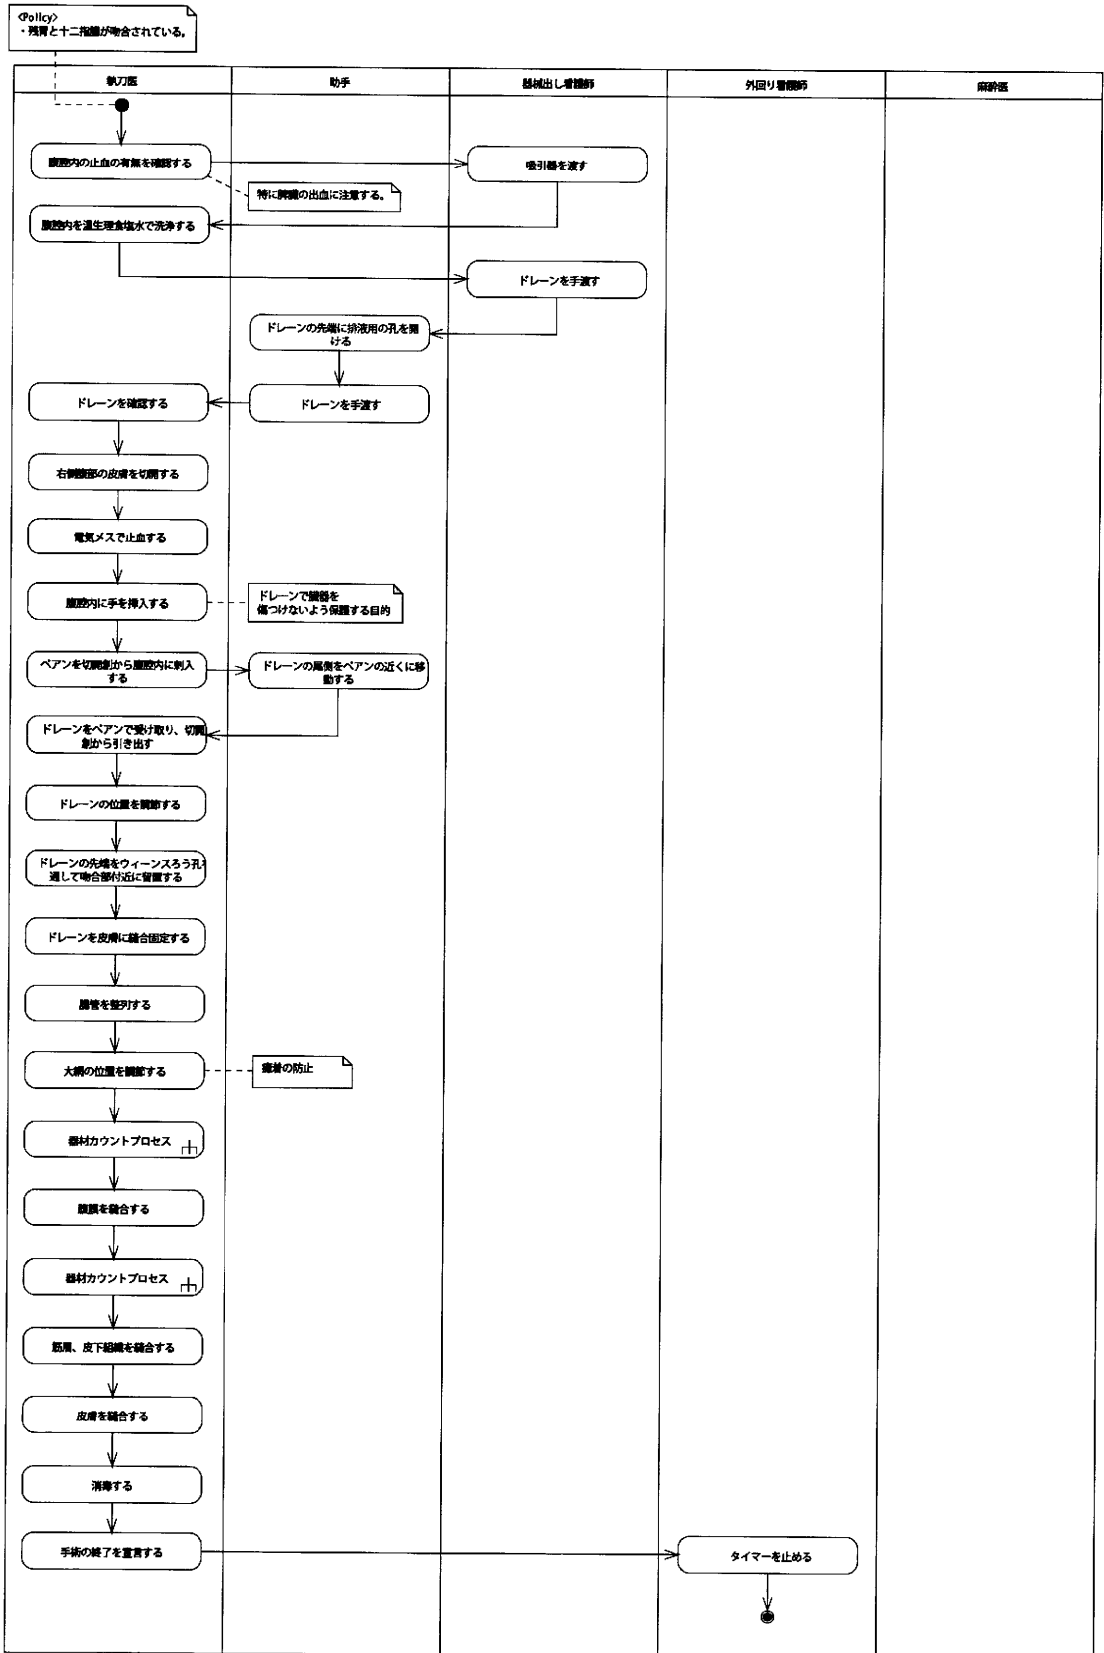 <Policy>
・残胃と十二指腸が吻合されている。
執刀医
助手
器械出し看護師
外回り看護師
麻酔医
腹腔内の止血の有無を確認する
吸引器を渡す
特に脾臓の出血に注意する。
腹腔内を温生理食塩水で洗浄する
ドレーンを手渡す
ドレーンの先端に排液用の孔を開
ける
ドレーンを確認する
ドレーンを手渡す
右側腹部の皮膚を切開する
電気メスで止血する
腹腔内に手を挿入する
ドレーンで臓器を
傷つけないよう保護する目的
ペアンを切開創から腹腔内に刺入
する
ドレーンの尾側をペアンの近くに移
動する
ドレーンをペアンで受け取り、切開
創から引き出す
ドレーンの位置を調節する
ドレーンの先端をウィーンスろう孔を
通して吻合部付近に留置する
ドレーンを皮膚に縫合固定する
腸管を整列する
大網の位置を調節する
癒着の防止
器材カウントプロセス
腹膜を縫合する
器材カウントプロセス
筋層、皮下組織を縫合する
皮膚を縫合する
消毒する
手術の終了を宣言する
タイマーを止める